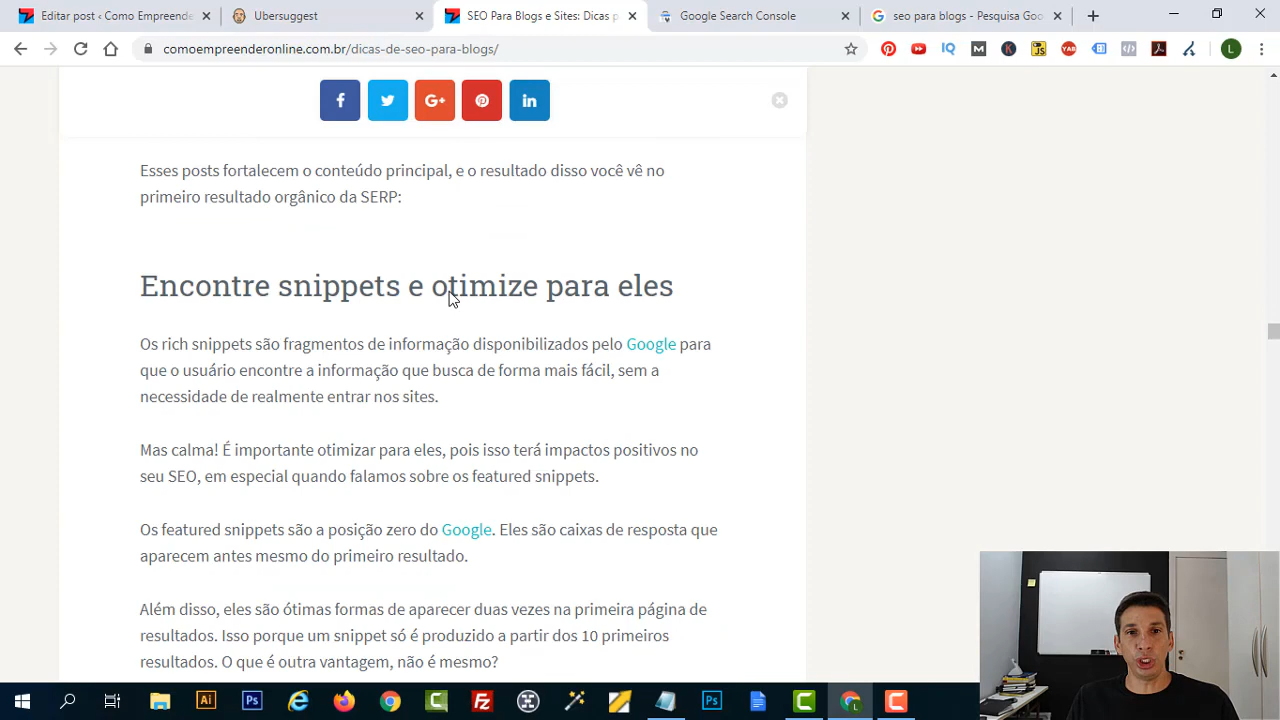 Editar post ‹ Como Empreende
Ubersuggest
SEO Para Blogs e Sites: Dicas p
Google Search Console
seo para blogs - Pesquisa Goo
comoempreenderonline.com.br/dicas-de-seo-para-blogs/
Esses posts fortalecem o conteúdo principal, e o resultado disso você vê no
primeiro resultado orgânico da SERP:
Encontre snippets e otimize para eles
Os rich snippets são fragmentos de informação disponibilizados pelo Google para
que o usuário encontre a informação que busca de forma mais fácil, sem a
necessidade de realmente entrar nos sites.
Mas calma! É importante otimizar para eles, pois isso terá impactos positivos no
seu SEO, em especial quando falamos sobre os featured snippets.
Os featured snippets são a posição zero do Google. Eles são caixas de resposta que
aparecem antes mesmo do primeiro resultado.
Além disso, eles são ótimas formas de aparecer duas vezes na primeira página de
resultados. Isso porque um snippet só é produzido a partir dos 10 primeiros
resultados. O que é outra vantagem, não é mesmo?